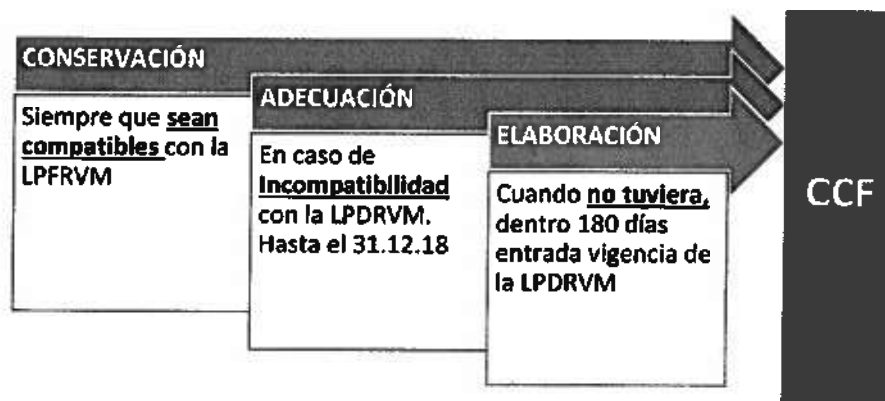 CONSERVACIÓN
Siempre que sean
compatibles con la
LPFRVM
ADECUACIÓN
En caso de
Incompatibilidad
con la LPDRVM.
Hasta el 31.12.18
ELABORACIÓN
Cuando no tuviera,
dentro 180 días
entrada vigencia de
la LPDRVM
CCF